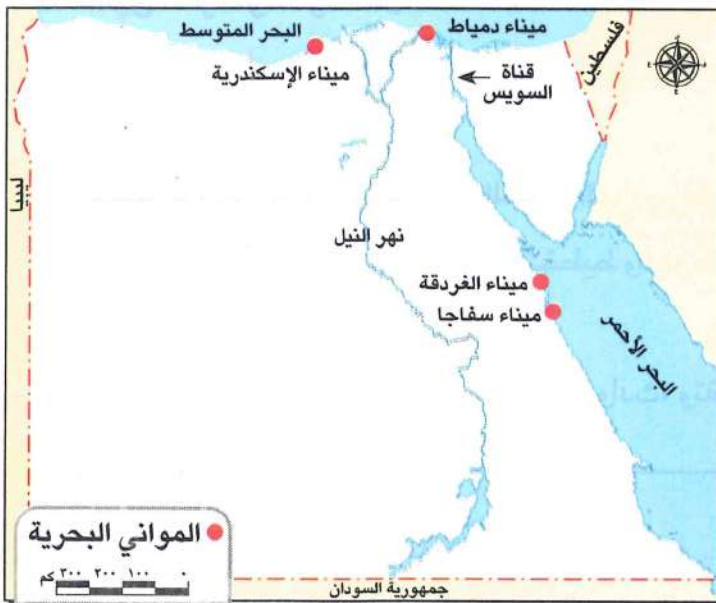 البحر المتوسط
ميناء دمياط
ميناء الإسكندرية
قناة
السويس
فلسطين
ليبيا
نهر النيل
ميناء الغردقة
ميناء سفاجا
البحر الأحمر
المواني البحرية
٠ ١٠٠ ٢٠٠ ٣٠٠ كم
جمهورية السودان